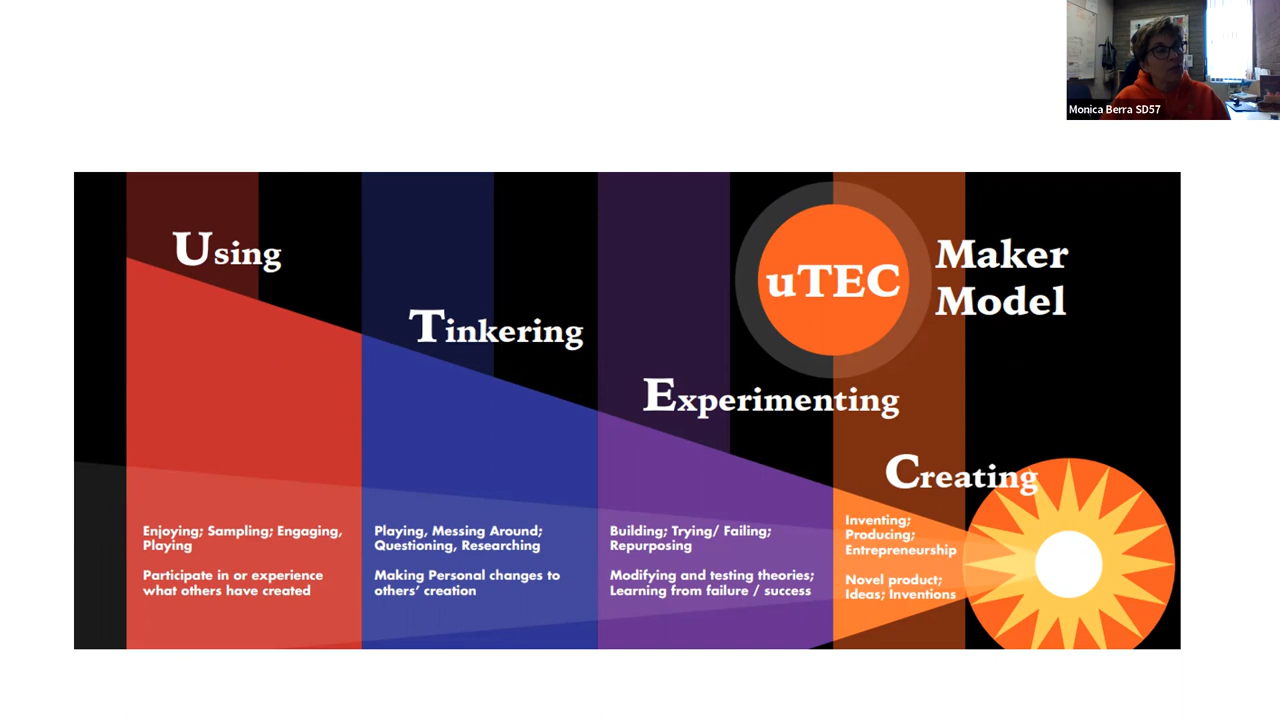 Monica Berra SD57
Using
Tinkering
Experimenting
Creating
uTEC
Maker
Model
Enjoying; Sampling; Engaging,
Playing
Participate in or experience
what others have created
Playing, Messing Around;
Questioning, Researching
Making Personal changes to
others’ creation
Building; Trying/ Failing;
Repurposing
Modifying and testing theories;
Learning from failure / success
Inventing;
Producing;
Entrepreneurship
Novel product;
Ideas; Inventions